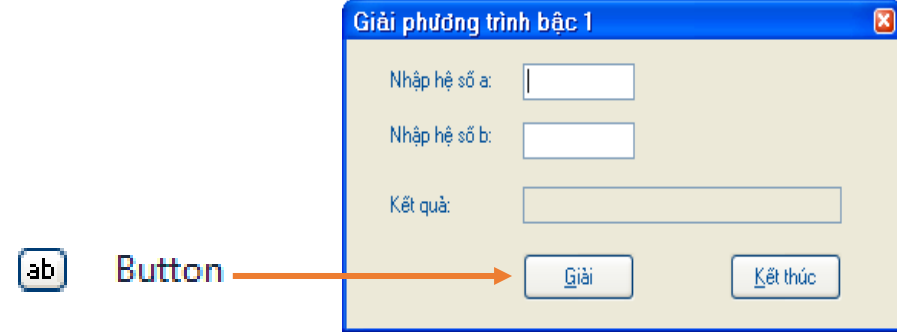 Giải phương trình bậc 1
Nhập hệ số a:
Nhập hệ số b:
Kết quả:
ab Button
Giải Kết thúc